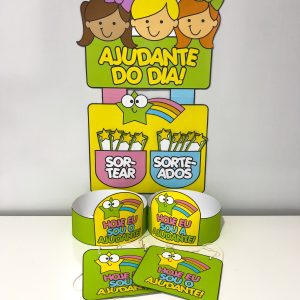 AJUDANTE
DO DIA!
SOR-
TEAR
SORTE-
ADOS
HOJE EU
SOU O
AJUDANTE!
HOJE EU
SOU A
AJUDANTE!
HOJE EU
SOU O
AJUDANTE!
HOJE EU
SOU A
AJUDANTE!